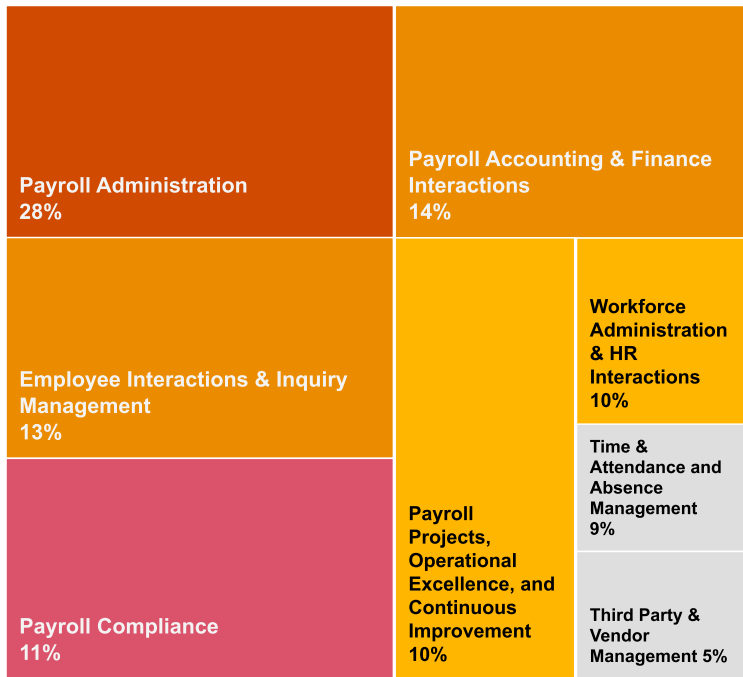 Payroll Administration
28%
Payroll Accounting & Finance
Interactions
14%
Employee Interactions & Inquiry
Management
13%
Payroll Compliance
11%
Payroll
Projects,
Operational
Excellence, and
Continuous
Improvement
10%
Workforce
Administration
& HR
Interactions
10%
Time &
Attendance and
Absence
Management
9%
Third Party &
Vendor
Management 5%